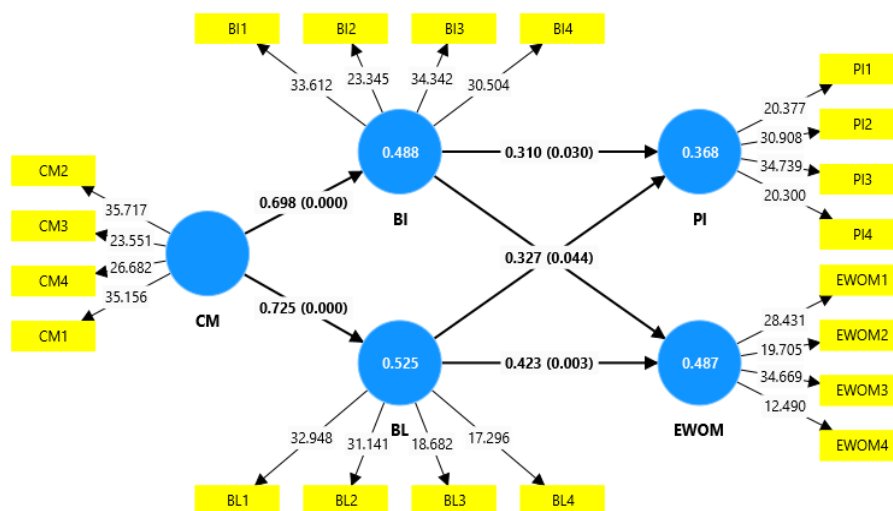 BI1
BI2
BI3
BI4
33.612
23.345
34.342
30.504
PI1
PI2
PI3
PI4
20.377
30.908
34.739
20.300
0.488
BI
0.310 (0.030)
0.368
PI
CM2
CM3
CM4
CM1
35.717
23.551
26.682
35.156
CM
0.698 (0.000)
0.725 (0.000)
0.327 (0.044)
0.525
BL
0.423 (0.003)
0.487
EWOM
EWOM1
EWOM2
EWOM3
EWOM4
28.431
19.705
34.669
12.490
32.948
31.141
18.682
17.296
BL1
BL2
BL3
BL4